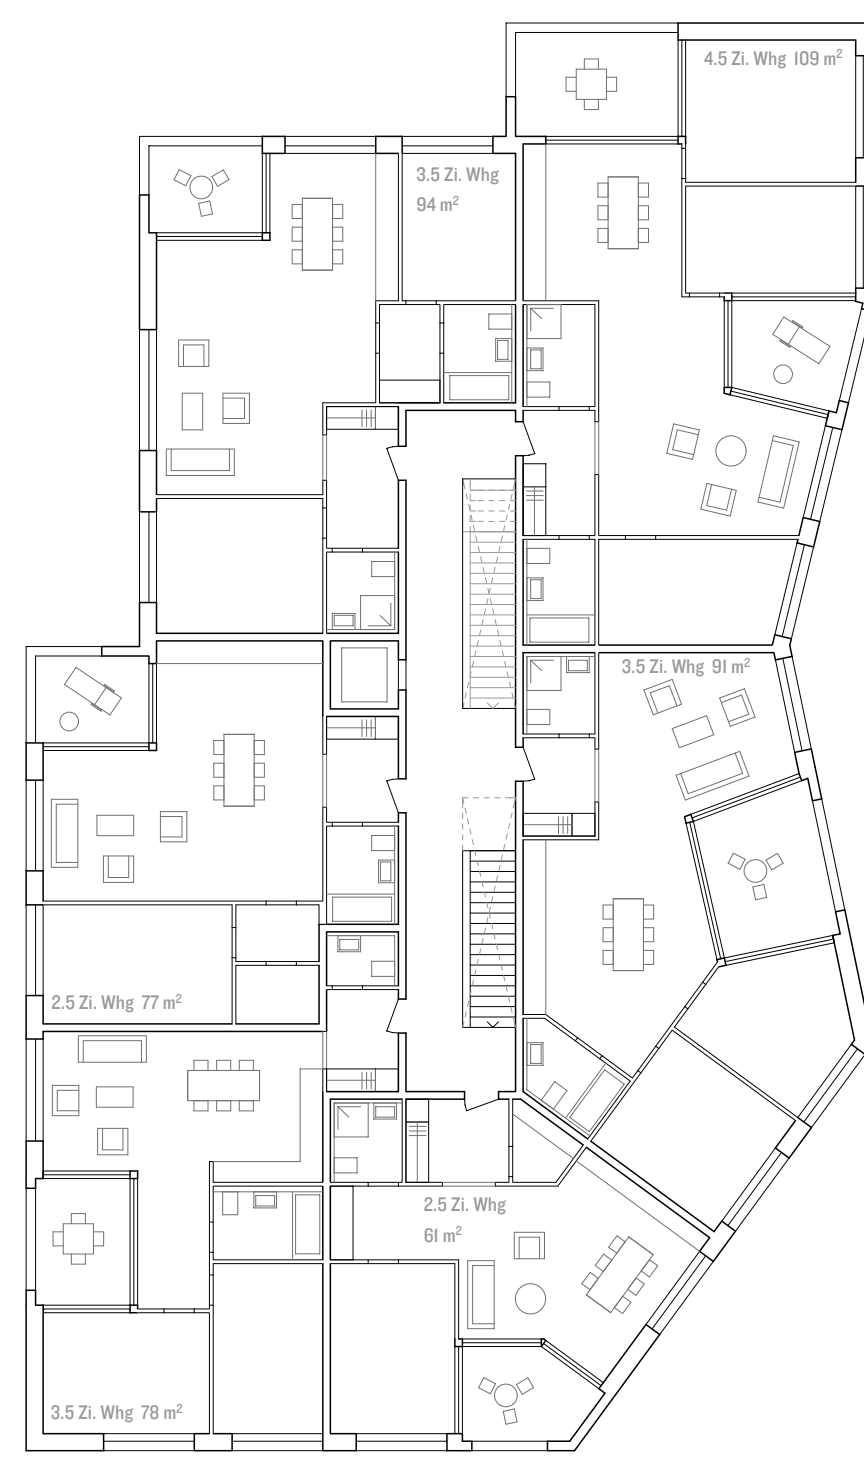 4.5 Zi. Whg 109 m²
3.5 Zi. Whg
94 m²
3.5 Zi. Whg 91 m²
2.5 Zi. Whg 77 m²
2.5 Zi. Whg
61 m²
3.5 Zi. Whg 78 m²